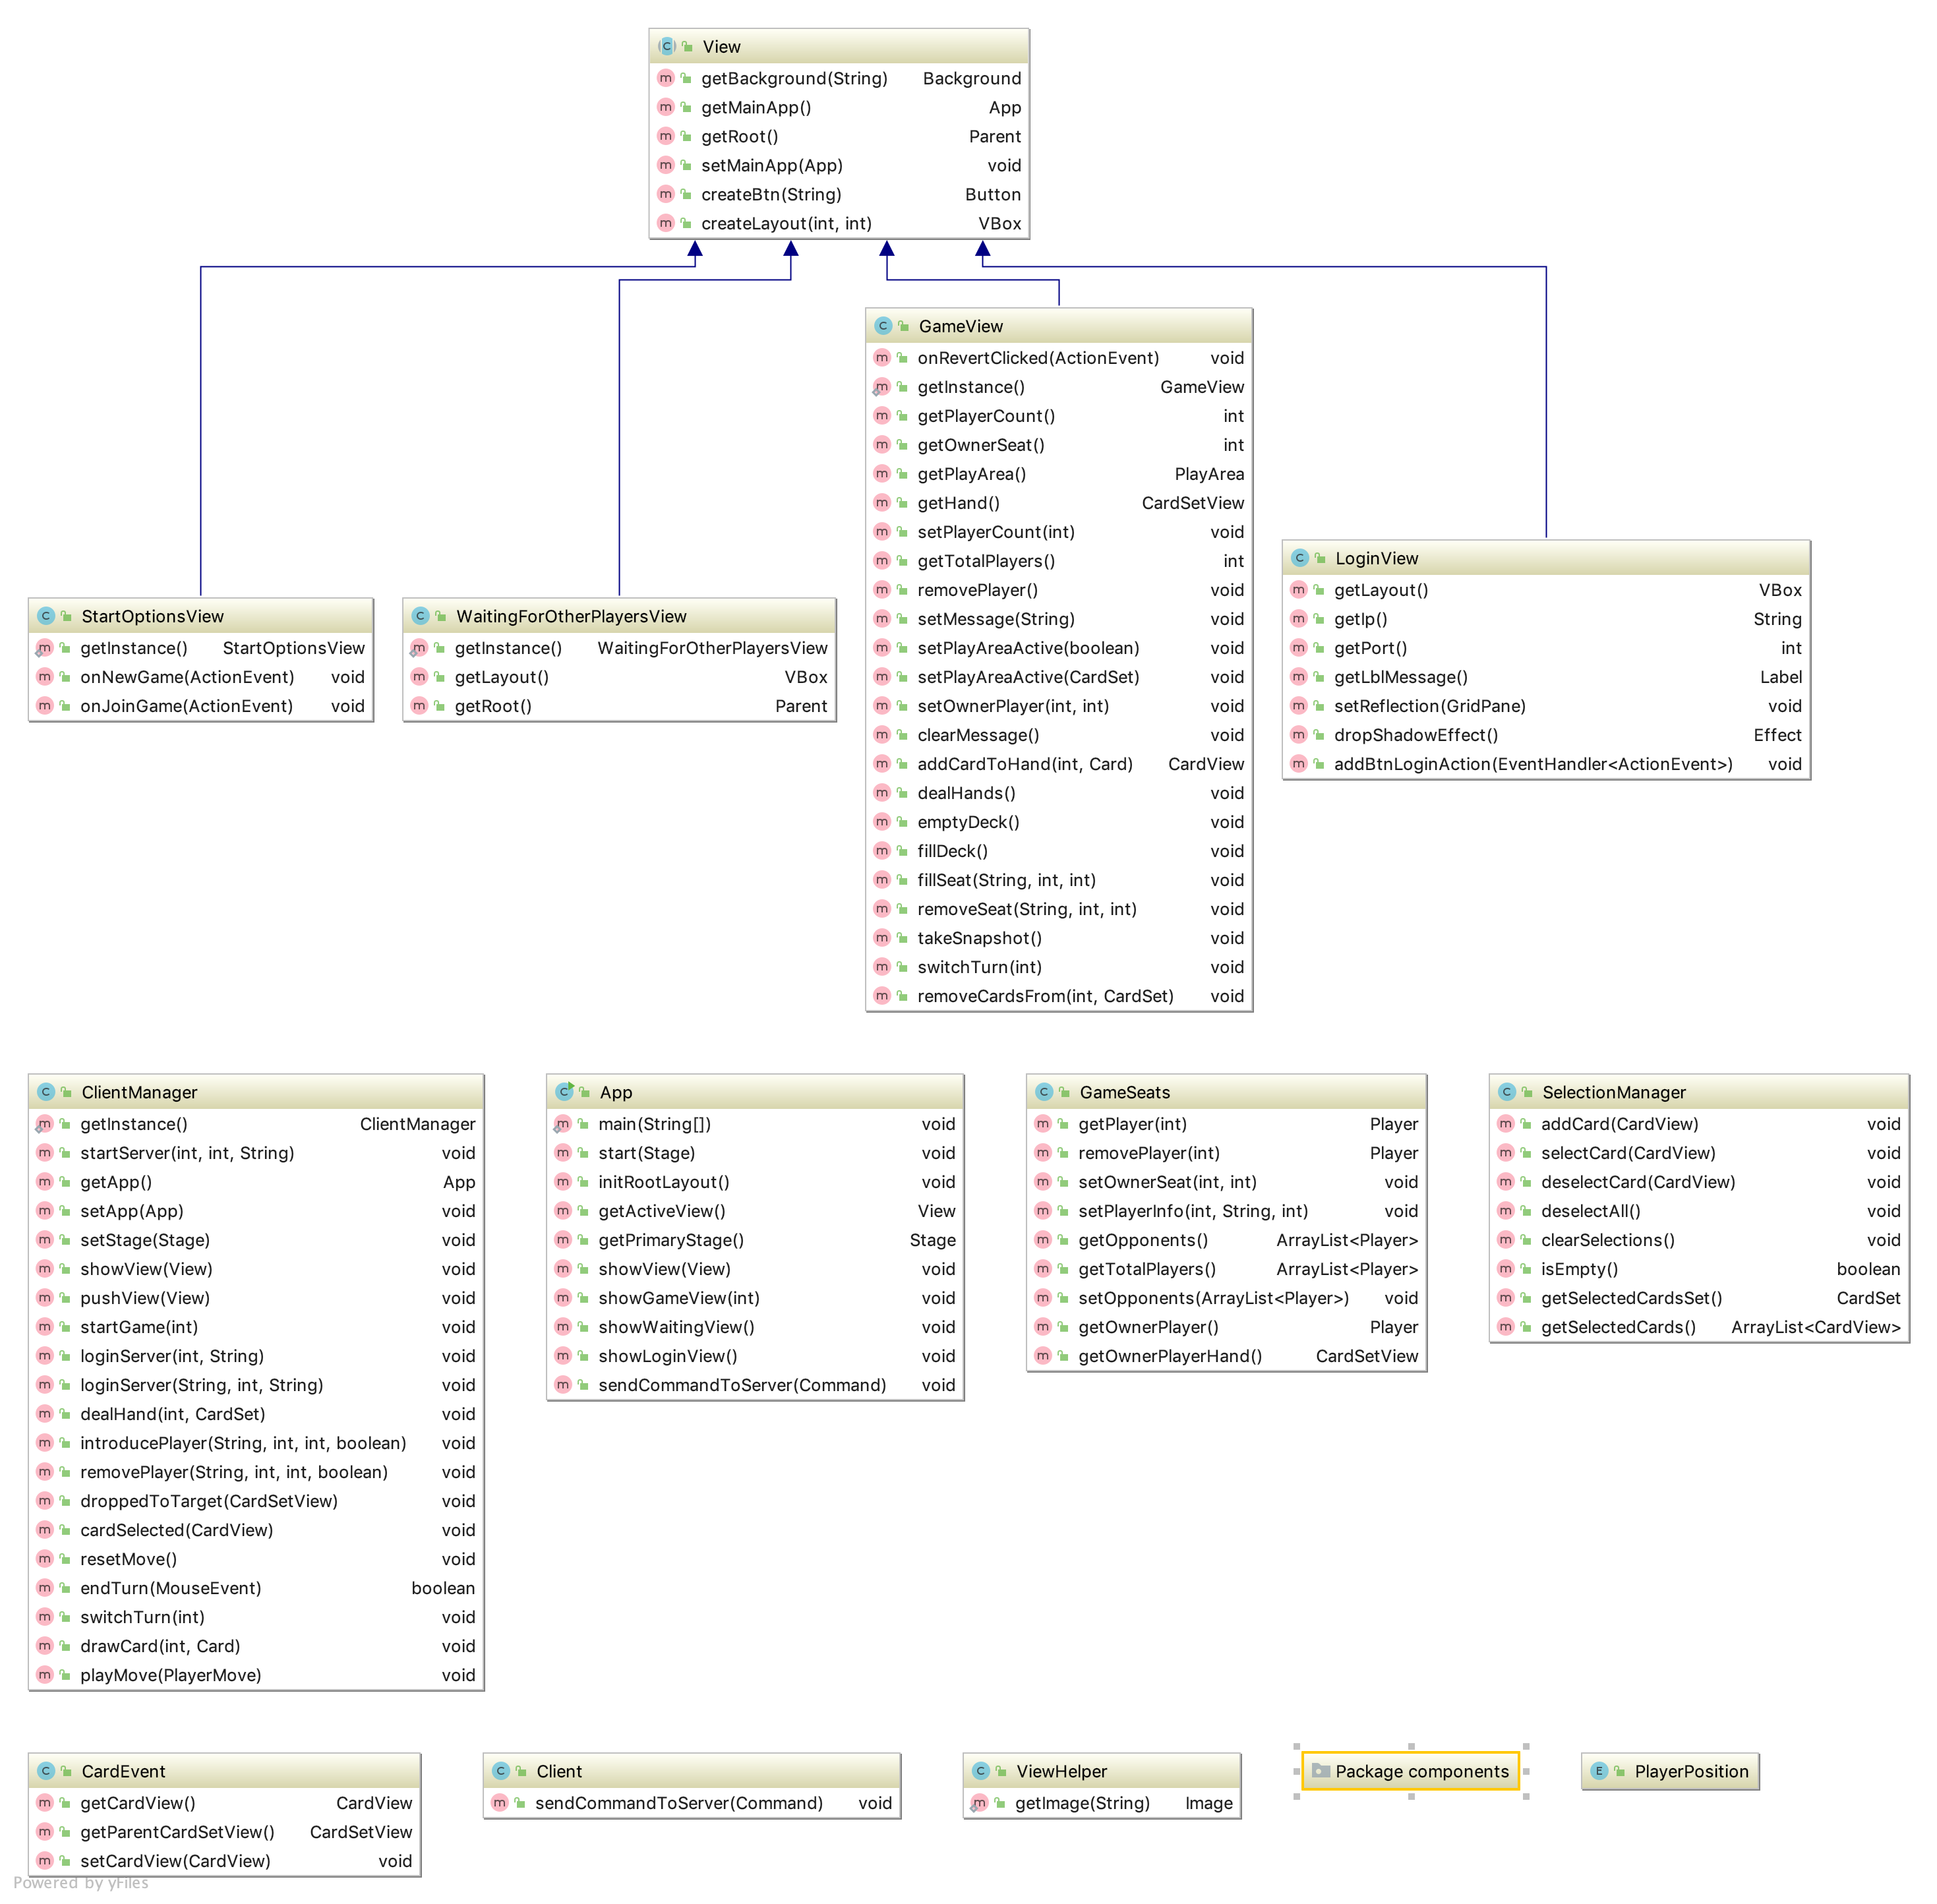 View
getBackground(String) Background
getMainApp() App
getRoot() Parent
setMainApp(App) void
createBtn(String) Button
createLayout(int, int) VBox
GameView
onRevertClicked(ActionEvent) void
getInstance() GameView
getPlayerCount() int
getOwnerSeat() int
getPlayArea() PlayArea
getHand() CardSetView
setPlayerCount(int) void
getTotalPlayers() int
removePlayer() void
setMessage(String) void
setPlayAreaActive(boolean) void
setPlayAreaActive(CardSet) void
setOwnerPlayer(int, int) void
clearMessage() void
addCardToHand(int, Card) CardView
dealHands() void
emptyDeck() void
fillDeck() void
fillSeat(String, int, int) void
removeSeat(String, int, int) void
takeSnapshot() void
switchTurn(int) void
removeCardsFrom(int, CardSet) void
LoginView
getLayout() VBox
getIp() String
getPort() int
getLblMessage() Label
setReflection(GridPane) void
dropShadowEffect() Effect
addBtnLoginAction(EventHandler<ActionEvent>) void
StartOptionsView
getInstance() StartOptionsView
onNewGame(ActionEvent) void
onJoinGame(ActionEvent) void
WaitingForOtherPlayersView
getInstance() WaitingForOtherPlayersView
getLayout() VBox
getRoot() Parent
ClientManager
getInstance() ClientManager
startServer(int, int, String) void
getApp() App
setApp(App) void
setStage(Stage) void
showView(View) void
pushView(View) void
startGame(int) void
loginServer(int, String) void
loginServer(String, int, String) void
dealHand(int, CardSet) void
introducePlayer(String, int, int, boolean) void
removePlayer(String, int, int, boolean) void
droppedToTarget(CardSetView) void
cardSelected(CardView) void
resetMove() void
endTurn(MouseEvent) boolean
switchTurn(int) void
drawCard(int, Card) void
playMove(PlayerMove) void
App
main(String[]) void
start(Stage) void
initRootLayout() void
getActiveView() View
getPrimaryStage() Stage
showView(View) void
showGameView(int) void
showWaitingView() void
showLoginView() void
sendCommandToServer(Command) void
GameSeats
getPlayer(int) Player
removePlayer(int) Player
setOwnerSeat(int, int) void
setPlayerInfo(int, String, int) void
getOpponents() ArrayList<Player>
getTotalPlayers() ArrayList<Player>
setOpponents(ArrayList<Player>) void
getOwnerPlayer() Player
getOwnerPlayerHand() CardSetView
SelectionManager
addCard(CardView) void
selectCard(CardView) void
deselectCard(CardView) void
deselectAll() void
clearSelections() void
isEmpty() boolean
getSelectedCardsSet() CardSet
getSelectedCards() ArrayList<CardView>
CardEvent
getCardView() CardView
getParentCardSetView() CardSetView
setCardView(CardView) void
Client
sendCommandToServer(Command) void
ViewHelper
getImage(String) Image
Package components
PlayerPosition
Powered by yFiles